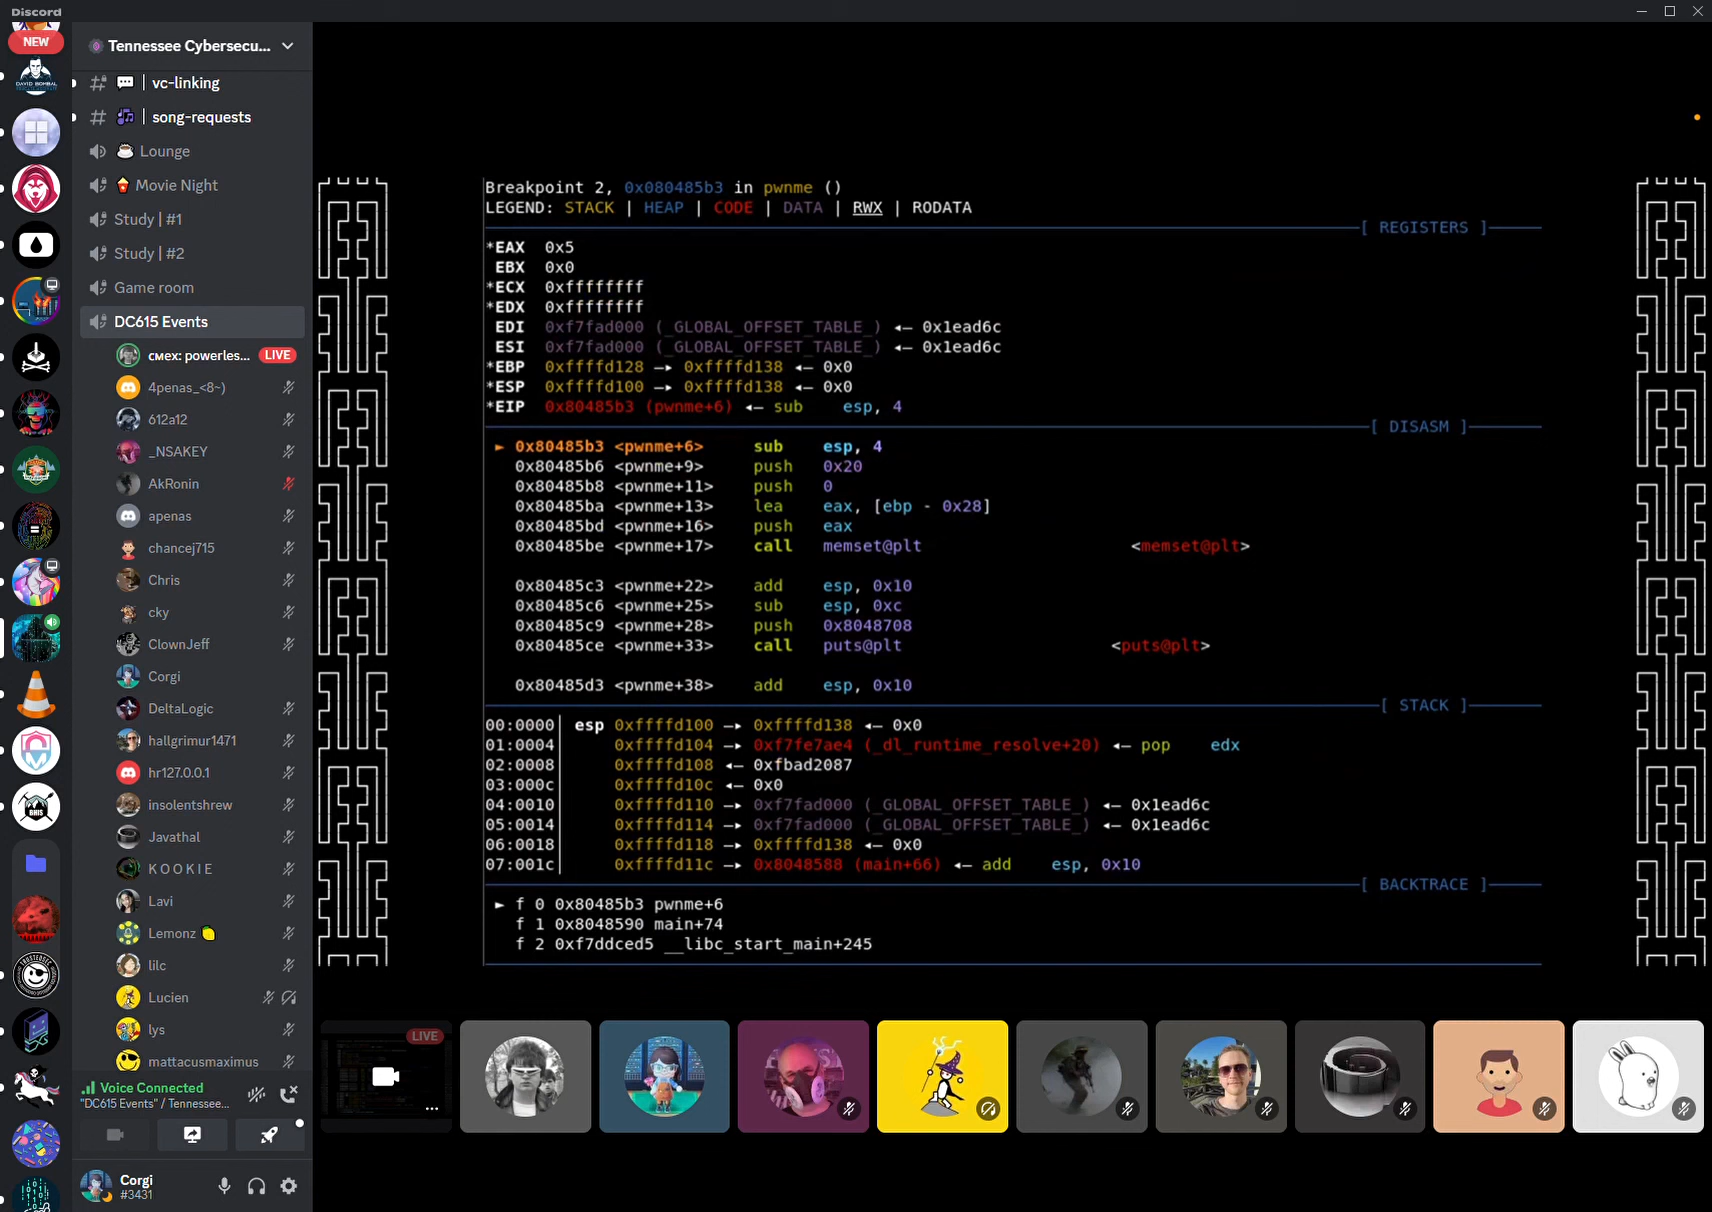 Discord
NEW
Tennessee Cybersecu...
vc-linking
song-requests
Lounge
Movie Night
Study | #1
Study | #2
Game room
DC615 Events
смех: powerles... LIVE
4penas_<8~)
612a12
_NSAKEY
AkRonin
apenas
chancej715
Chris
cky
ClownJeff
Corgi
DeltaLogic
hallgrimur1471
hr127.0.0.1
insolentshrew
Javathal
K O O K I E
Lavi
Lemonz
lilc
Lucien
lys
mattacusmaximus
Voice Connected
"DC615 Events" / Tennessee...
Corgi
#3431
DAVID BOMBAL
BHIS
TRUSTEDSEC
Breakpoint 2, 0x080485b3 in pwnme ()
LEGEND: STACK | HEAP | CODE | DATA | RWX | RODATA
[ REGISTERS ]
*EAX 0x5
EBX 0x0
*ECX 0xffffffff
*EDX 0xffffffff
EDI 0xf7fad000 (_GLOBAL_OFFSET_TABLE_) ◂— 0x1ead6c
ESI 0xf7fad000 (_GLOBAL_OFFSET_TABLE_) ◂— 0x1ead6c
*EBP 0xffffd128 —▸ 0xffffd138 ◂— 0x0
*ESP 0xffffd100 —▸ 0xffffd138 ◂— 0x0
*EIP 0x80485b3 (pwnme+6) ◂— sub esp, 4
[ DISASM ]
► 0x80485b3 <pwnme+6> sub esp, 4
0x80485b6 <pwnme+9> push 0x20
0x80485b8 <pwnme+11> push 0
0x80485ba <pwnme+13> lea eax, [ebp - 0x28]
0x80485bd <pwnme+16> push eax
0x80485be <pwnme+17> call memset@plt <memset@plt>
0x80485c3 <pwnme+22> add esp, 0x10
0x80485c6 <pwnme+25> sub esp, 0xc
0x80485c9 <pwnme+28> push 0x8048708
0x80485ce <pwnme+33> call puts@plt <puts@plt>
0x80485d3 <pwnme+38> add esp, 0x10
[ STACK ]
00:0000│ esp 0xffffd100 —▸ 0xffffd138 ◂— 0x0
01:0004│ 0xffffd104 —▸ 0xf7fe7ae4 (_dl_runtime_resolve+20) ◂— pop edx
02:0008│ 0xffffd108 ◂— 0xfbad2087
03:000c│ 0xffffd10c ◂— 0x0
04:0010│ 0xffffd110 —▸ 0xf7fad000 (_GLOBAL_OFFSET_TABLE_) ◂— 0x1ead6c
05:0014│ 0xffffd114 —▸ 0xf7fad000 (_GLOBAL_OFFSET_TABLE_) ◂— 0x1ead6c
06:0018│ 0xffffd118 —▸ 0xffffd138 ◂— 0x0
07:001c│ 0xffffd11c —▸ 0x8048588 (main+66) ◂— add esp, 0x10
[ BACKTRACE ]
► f 0 0x80485b3 pwnme+6
f 1 0x8048590 main+74
f 2 0xf7ddced5 __libc_start_main+245
LIVE